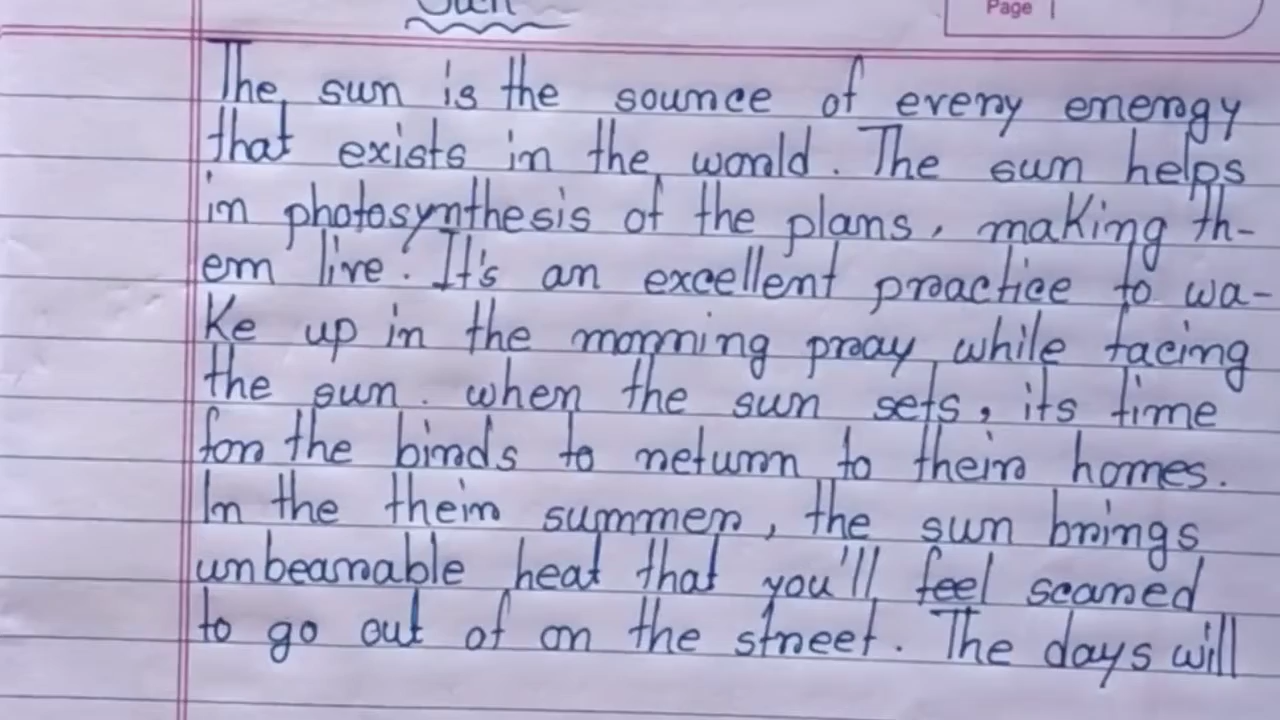 Page 1
The sun is the source of every energy
that exists in the world. The sun helps
in photosynthesis of the plans, making th-
em live. It's an excellent practice to wa-
ke up in the morning pray while facing
the sun. when the sun sets, its time
for the birds to return to their homes.
In the their summer, the sun brings
unbearable heat that you'll feel scared
to go out of on the street. The days will